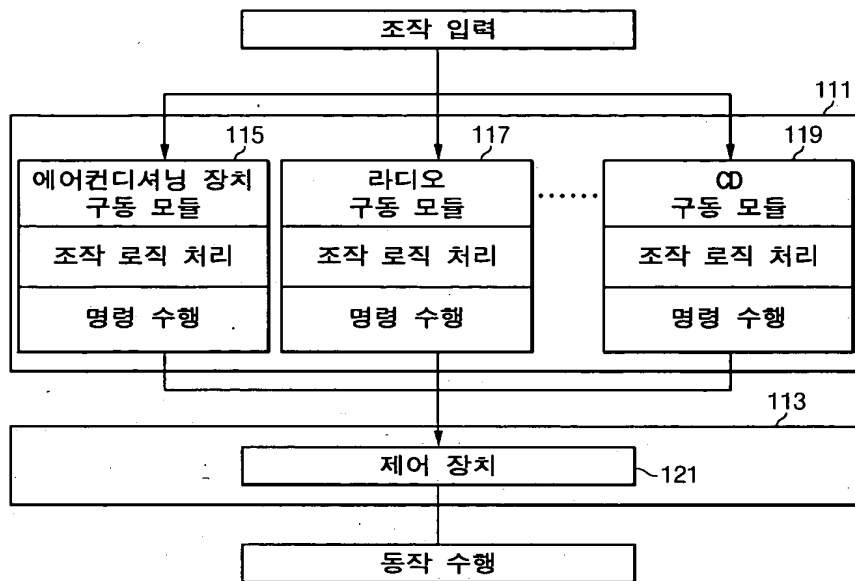 조작 입력
111
115
117
119
에어컨디셔닝 장치
구동 모듈
조작 로직 처리
명령 수행
라디오
구동 모듈
조작 로직 처리
명령 수행
......
CD
구동 모듈
조작 로직 처리
명령 수행
113
제어 장치
121
동작 수행